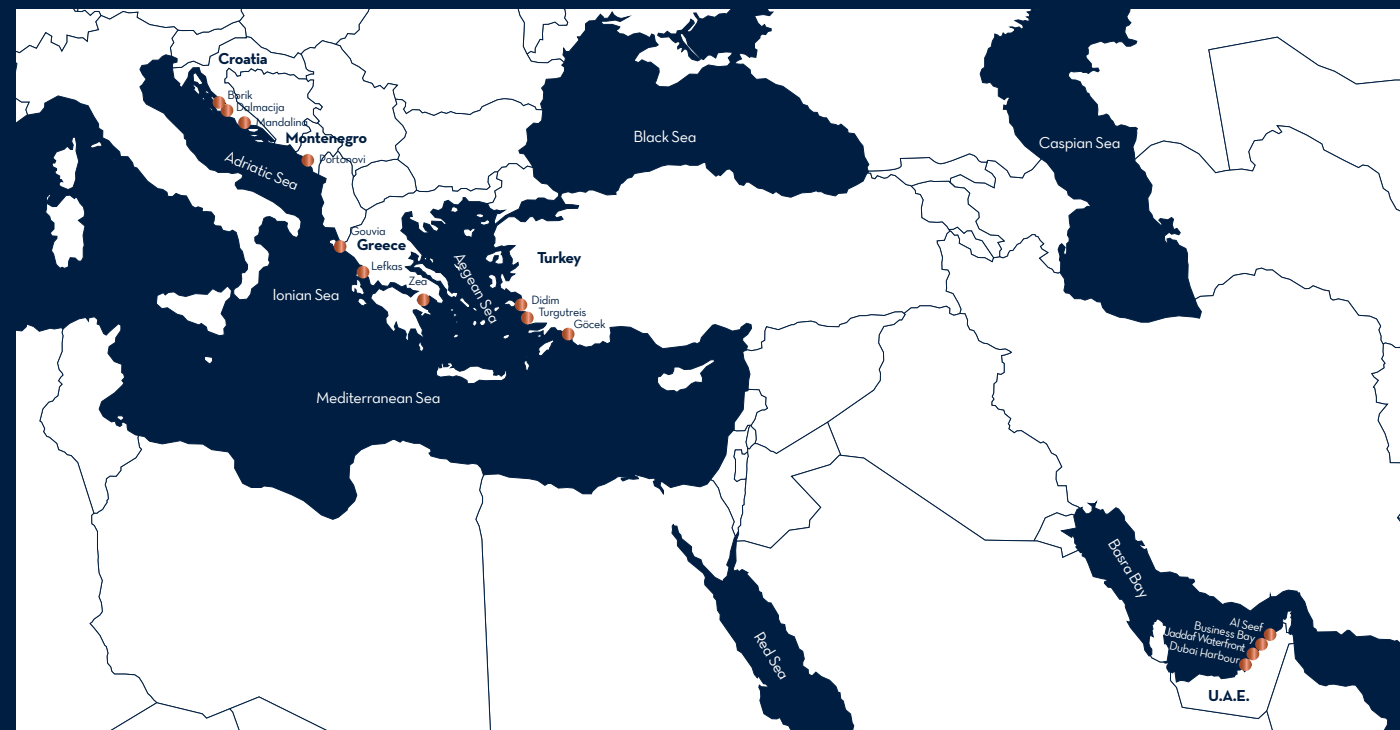 Croatia
Borik
Dalmacija
Mandalina
Montenegro
Portonovi
Adriatic Sea
Black Sea
Caspian Sea
Gouvia
Greece
Lefkas
Zea
Aegean Sea
Turkey
Ionian Sea
Didim
Turgutreis
Göcek
Mediterranean Sea
Basra Bay
Red Sea
Al Seef
Business Bay
Jaddaf Waterfront
Dubai Harbour
U.A.E.